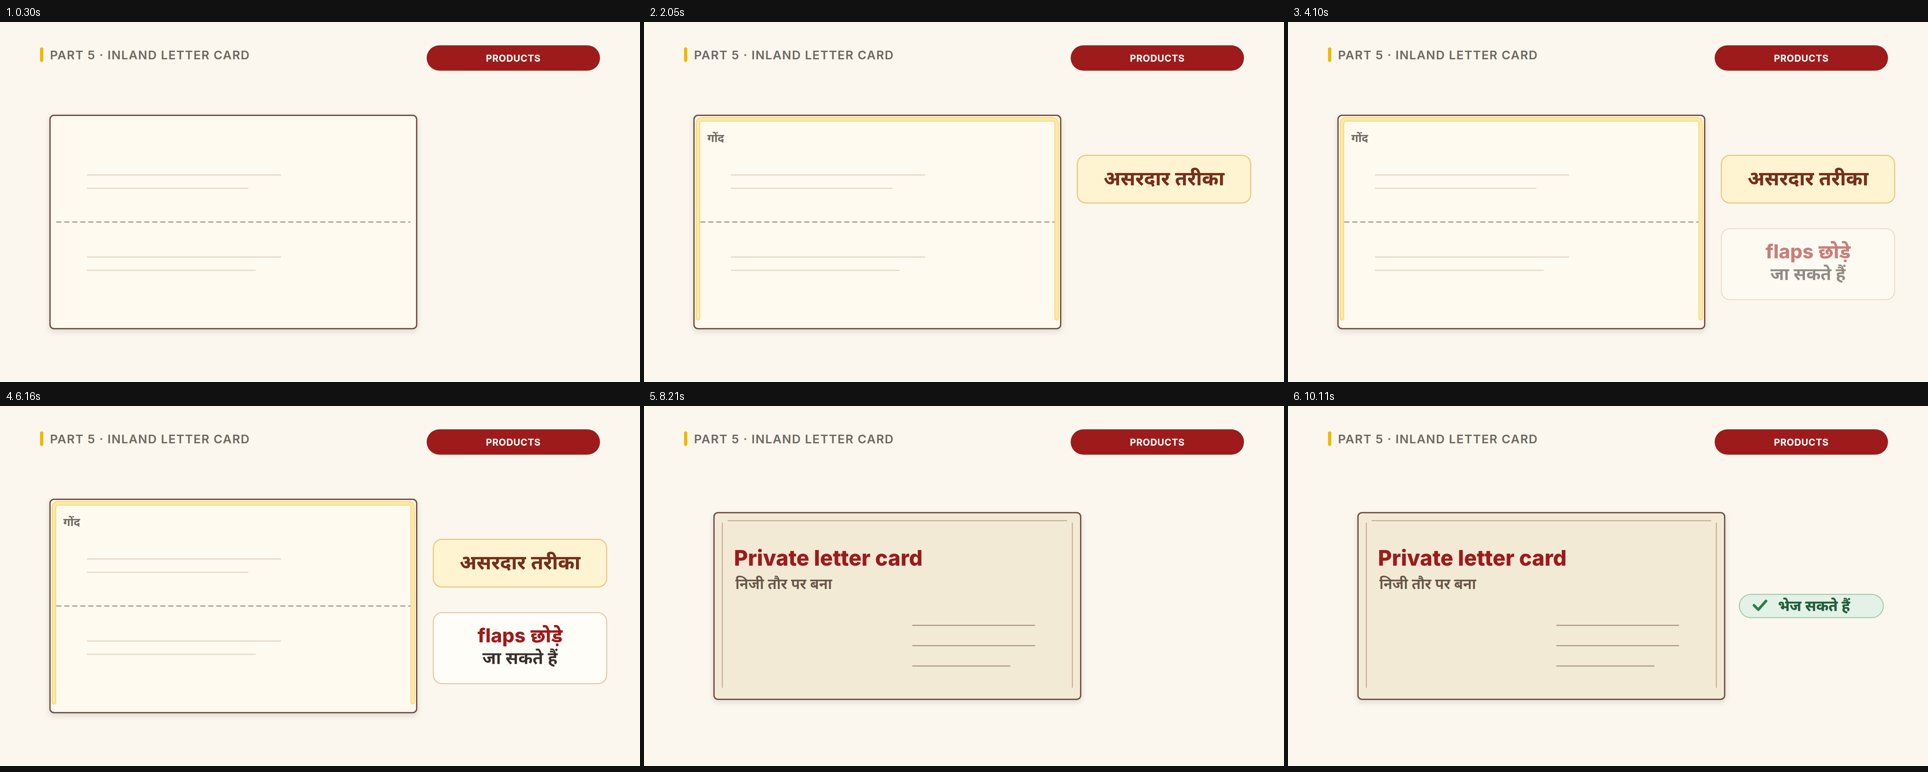 1. 0.30s
PART 5 · INLAND LETTER CARD
PRODUCTS
2. 2.05s
PART 5 · INLAND LETTER CARD
PRODUCTS
गोंद
असरदार तरीका
3. 4.10s
PART 5 · INLAND LETTER CARD
PRODUCTS
गोंद
असरदार तरीका
flaps छोड़े
जा सकते हैं
4. 6.16s
PART 5 · INLAND LETTER CARD
PRODUCTS
गोंद
असरदार तरीका
flaps छोड़े
जा सकते हैं
5. 8.21s
PART 5 · INLAND LETTER CARD
PRODUCTS
Private letter card
निजी तौर पर बना
6. 10.11s
PART 5 · INLAND LETTER CARD
PRODUCTS
Private letter card
निजी तौर पर बना
भेज सकते हैं